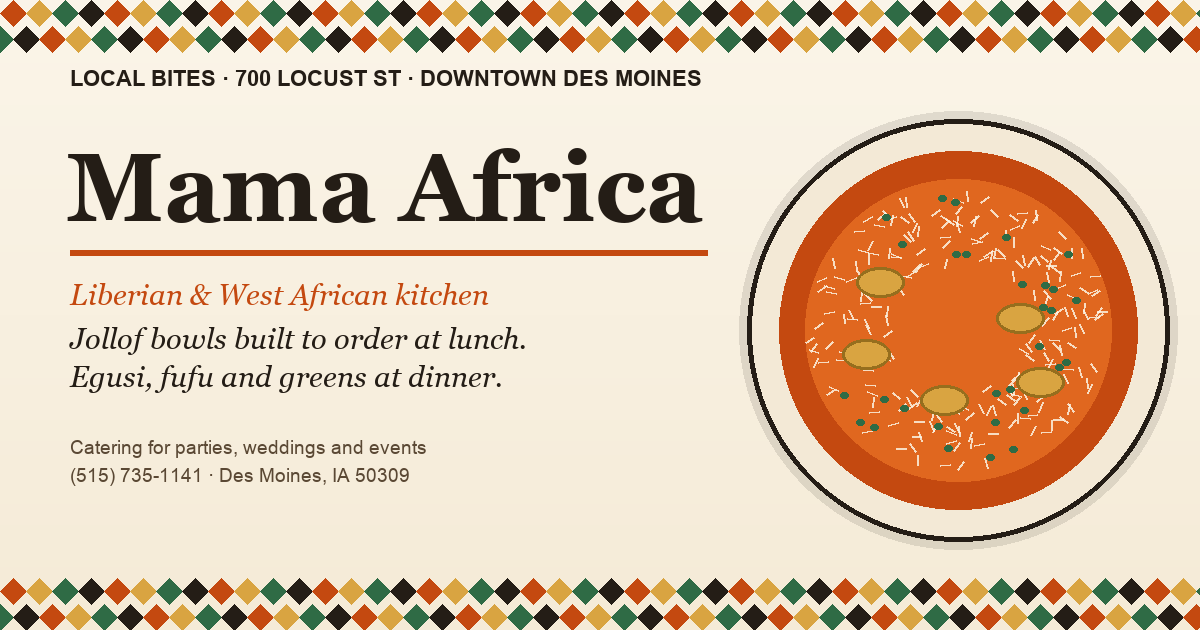 LOCAL BITES · 700 LOCUST ST · DOWNTOWN DES MOINES
Mama Africa
Liberian & West African kitchen
Jollof bowls built to order at lunch.
Egusi, fufu and greens at dinner.
Catering for parties, weddings and events
(515) 735-1141 · Des Moines, IA 50309